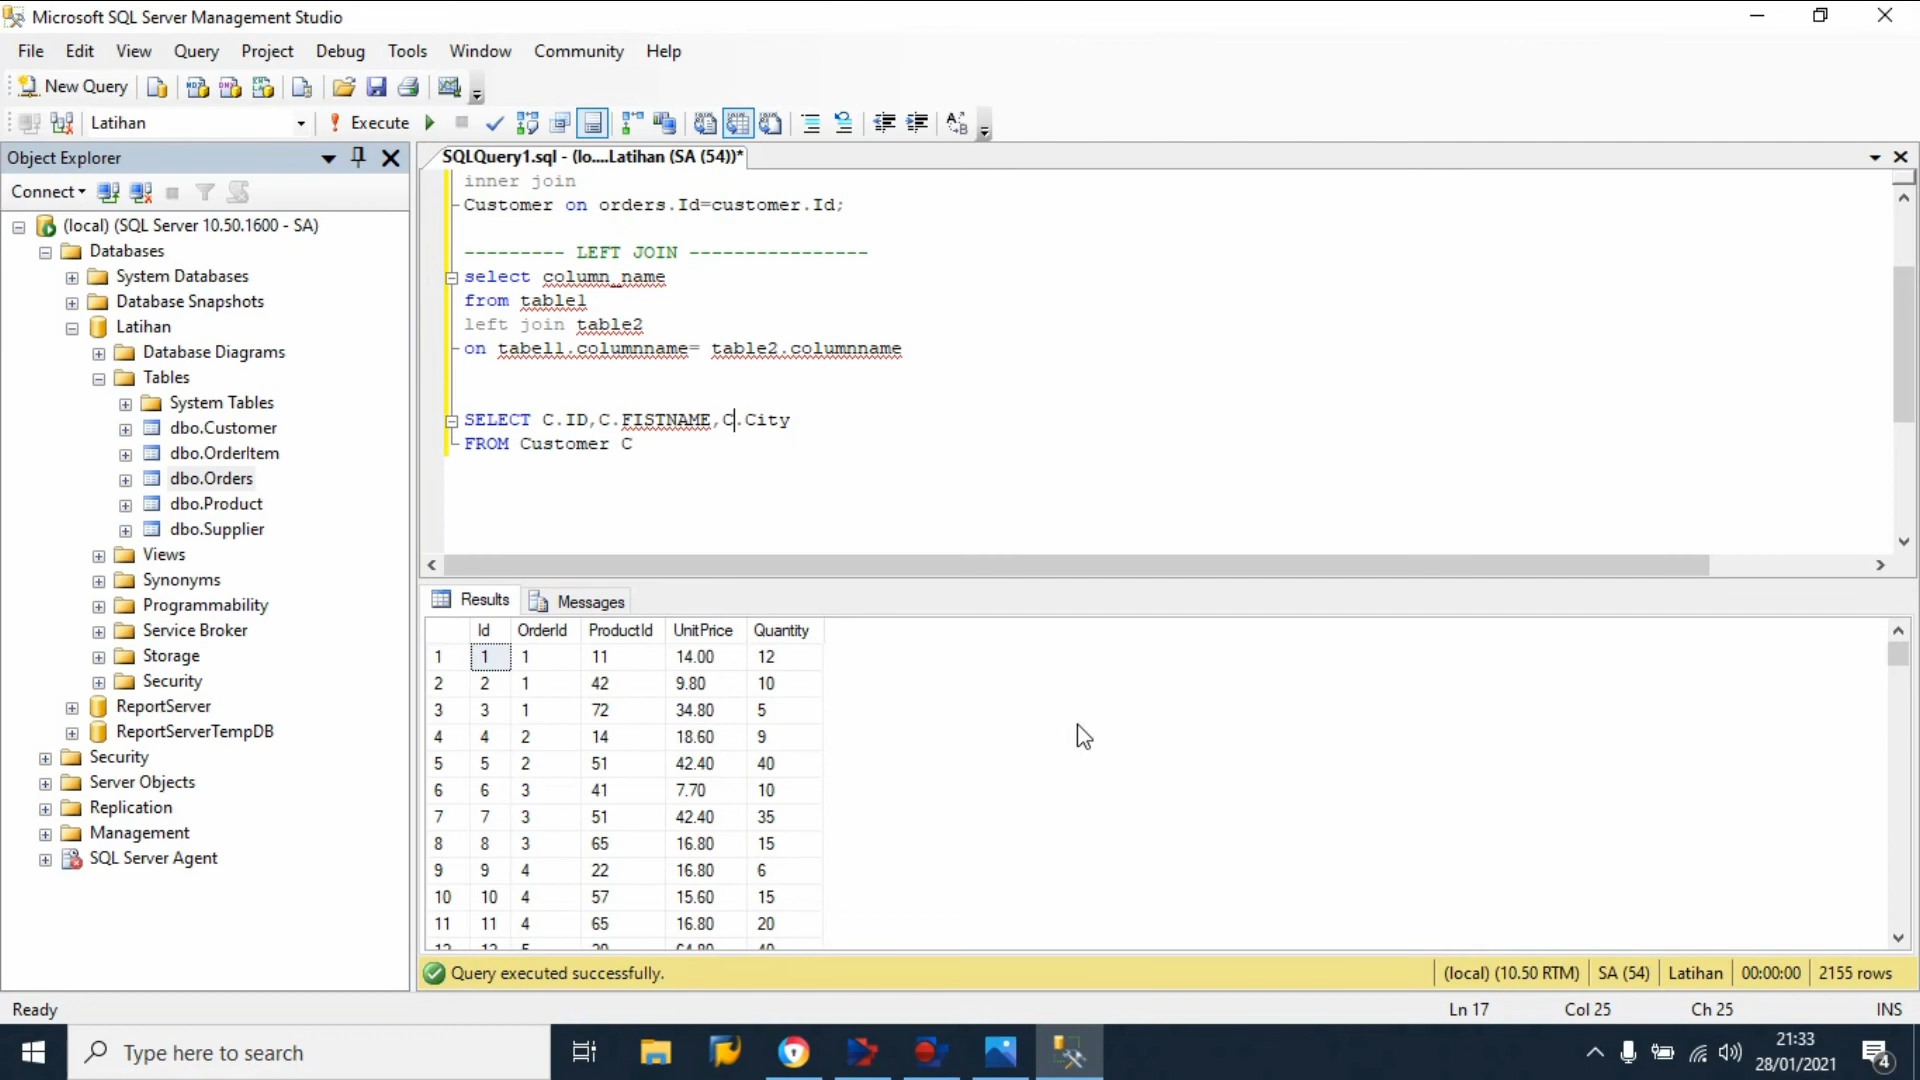 Microsoft SQL Server Management Studio
File Edit View Query Project Debug Tools Window Community Help
New Query
Latihan Execute
Object Explorer
Connect
(local) (SQL Server 10.50.1600 - SA)
Databases
System Databases
Database Snapshots
Latihan
Database Diagrams
Tables
System Tables
dbo.Customer
dbo.OrderItem
dbo.Orders
dbo.Product
dbo.Supplier
Views
Synonyms
Programmability
Service Broker
Storage
Security
ReportServer
ReportServerTempDB
Security
Server Objects
Replication
Management
SQL Server Agent
SQLQuery1.sql - (lo....Latihan (SA (54))*
inner join
Customer on orders.Id=customer.Id;
--------- LEFT JOIN ----------------
select column_name
from table1
left join table2
on tabel1.columnname= table2.columnname
SELECT C.ID,C.FISTNAME,C.City
FROM Customer C
Results Messages
Id OrderId ProductId UnitPrice Quantity
1 1 1 11 14.00 12
2 2 1 42 9.80 10
3 3 1 72 34.80 5
4 4 2 14 18.60 9
5 5 2 51 42.40 40
6 6 3 41 7.70 10
7 7 3 51 42.40 35
8 8 3 65 16.80 15
9 9 4 22 16.80 6
10 10 4 57 15.60 15
11 11 4 65 16.80 20
Query executed successfully. (local) (10.50 RTM) SA (54) Latihan 00:00:00 2155 rows
Ready Ln 17 Col 25 Ch 25 INS
Type here to search
21:33
28/01/2021
4